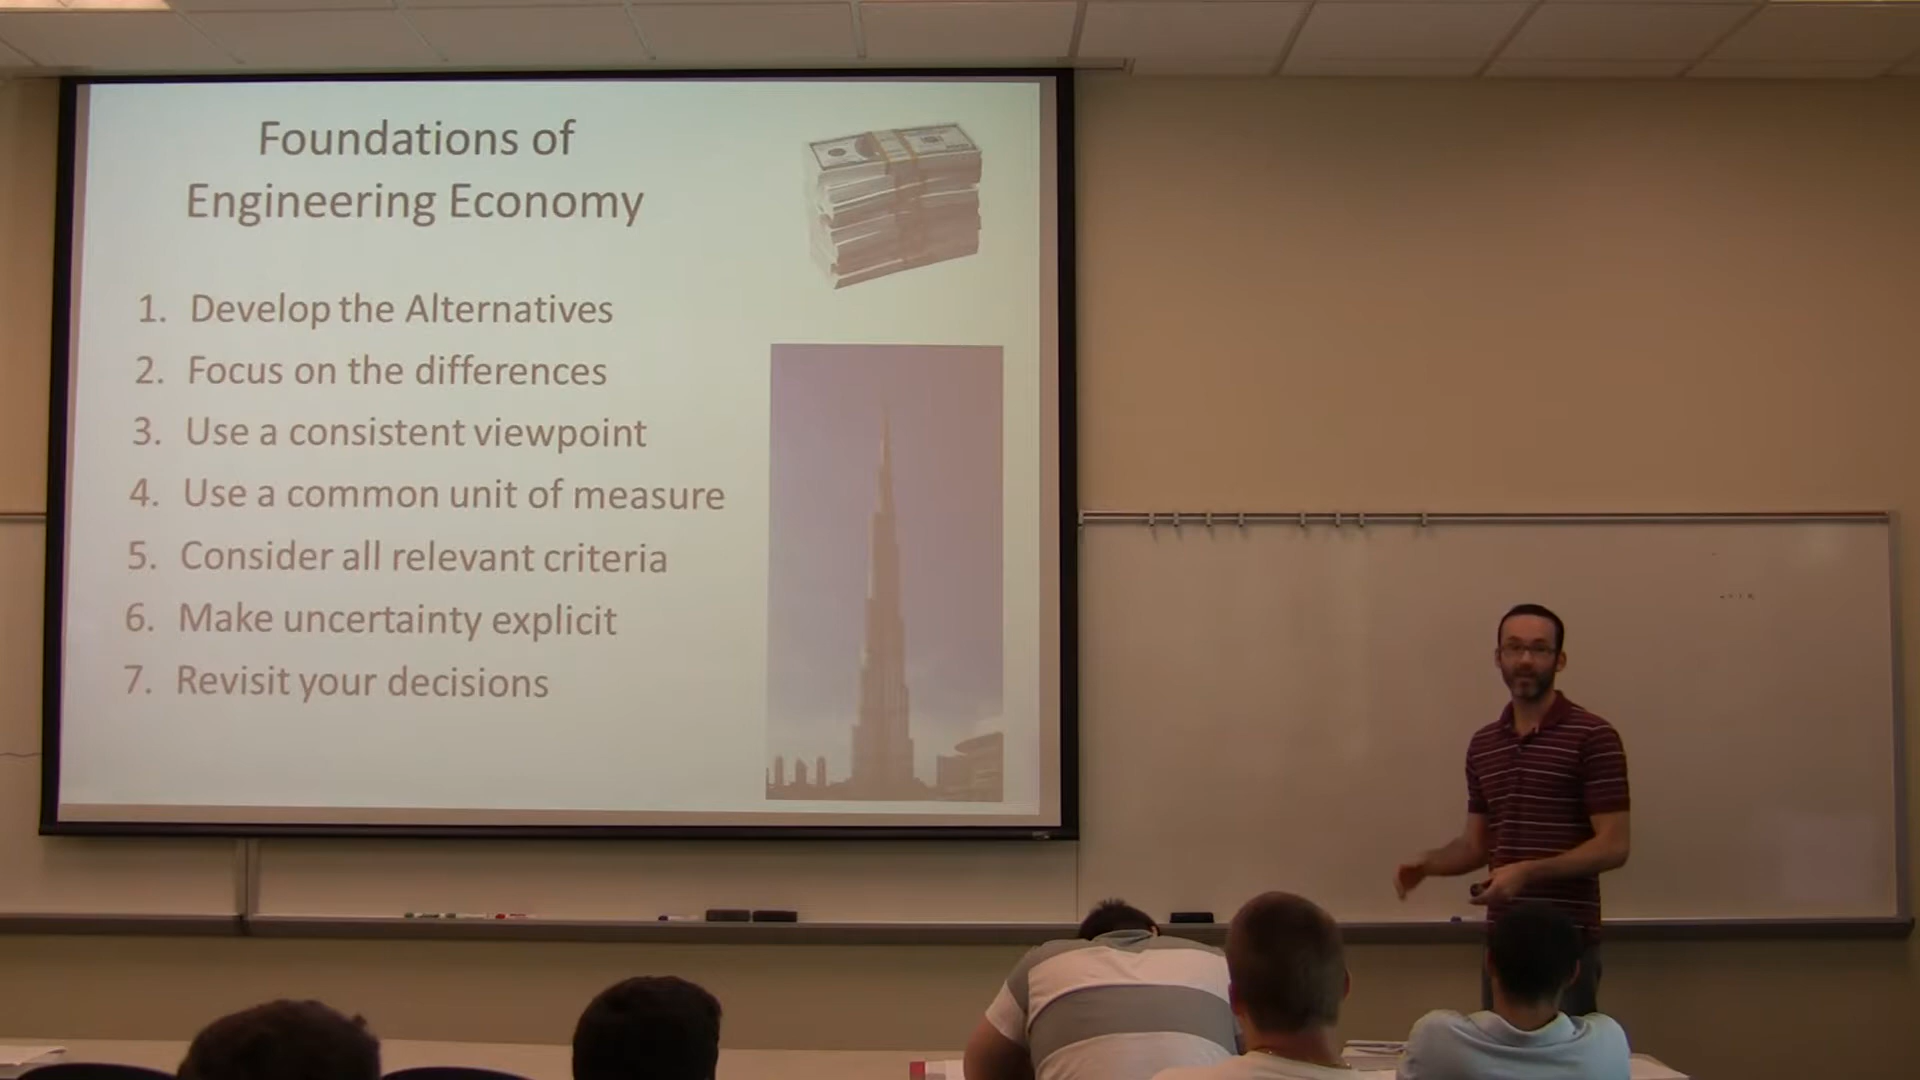 Foundations of
Engineering Economy
1. Develop the Alternatives
2. Focus on the differences
3. Use a consistent viewpoint
4. Use a common unit of measure
5. Consider all relevant criteria
6. Make uncertainty explicit
7. Revisit your decisions